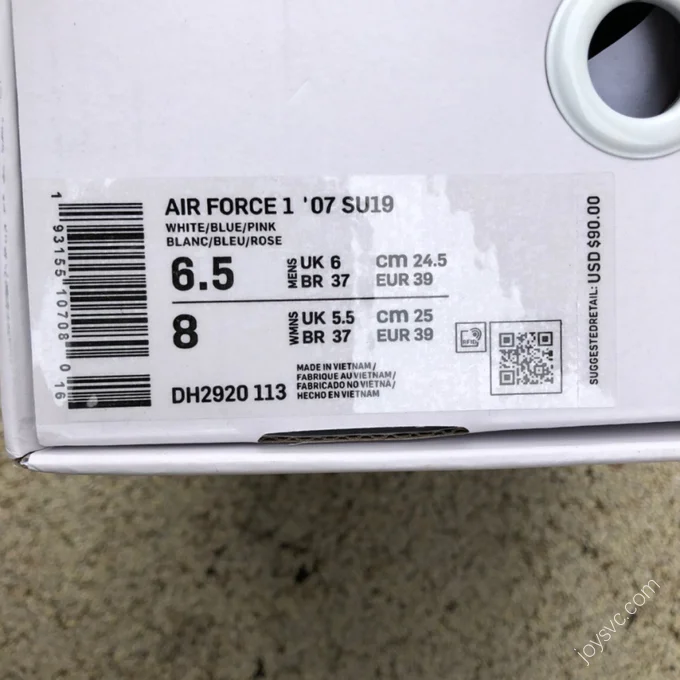 AIR FORCE 1 '07 SU19
WHITE/BLUE/PINK
BLANC/BLEU/ROSE
6.5 MENS UK 6 cm 24.5
BR 37 EUR 39
8 WMNS UK 5.5 cm 25
BR 37 EUR 39
DH2920 113
MADE IN VIETNAM/
FABRIQUE AU VIETNAM/
FABRICADO NO VIETNÃ/
HECHO EN VIETNAM
RFID
SUGGESTEDRETAIL: USD $90.00
1 93155 10708 0 16
joysvc.com